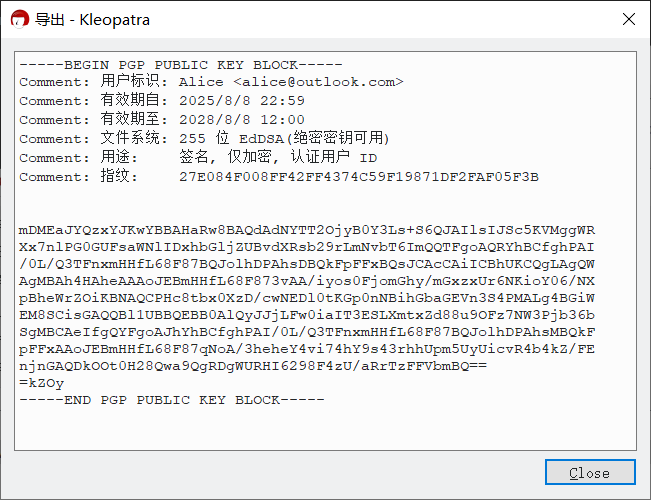 导出 - Kleopatra
-----BEGIN PGP PUBLIC KEY BLOCK-----
Comment: 用户标识: Alice <alice@outlook.com>
Comment: 有效期自: 2025/8/8 22:59
Comment: 有效期至: 2028/8/8 12:00
Comment: 文件系统: 255 位 EdDSA(绝密密钥可用)
Comment: 用途: 签名, 仅加密, 认证用户 ID
Comment: 指纹: 27E084F008FF42FF4374C59F19871DF2FAF05F3B
mDMEaJYQzxYJKwYBBAHaRw8BAQdAdNYTT2OjyB0Y3Ls+S6QJAIlsIJSc5KVMggWR
Xx7nlPG0GUFsaWNlIDxhbGljZUBvdXRsb29rLmNvbT6ImQQTFgoAQRYhBCfghPAI
/0L/Q3TFnxmHHfL68F87BQJolhDPAhsDBQkFpFFxBQsJCAcCAiICBhUKCQgLAgQW
AgMBAh4HAheAAAoJEBmHHfL68F873vAA/iyos0FjomGhy/mGxzxUr6NKioY06/NX
pBheWrZOiKBNAQCPHc8tbx0XzD/cwNEDl0tKGp0nNBihGbaGEVn3S4PMALg4BGiW
EM8SCisGAQQBl1UBBQEBB0AlQyJJjLFw0iaIT3ESLXmtxZd88u9OFz7NW3Pjb36b
SgMBCAeIfgQYFgoAJhYhBCfghPAI/0L/Q3TFnxmHHfL68F87BQJolhDPAhsMBQkF
pFFxAAoJEBmHHfL68F87qNoA/3heheY4vi74hY9s43rhhUpm5UyUicvR4b4kZ/FE
njnGAQDkOOt0H28Qwa9QgRDgWURHI6298F4zU/aRrTzFFVbmBQ==
=kZOy
-----END PGP PUBLIC KEY BLOCK-----
Close